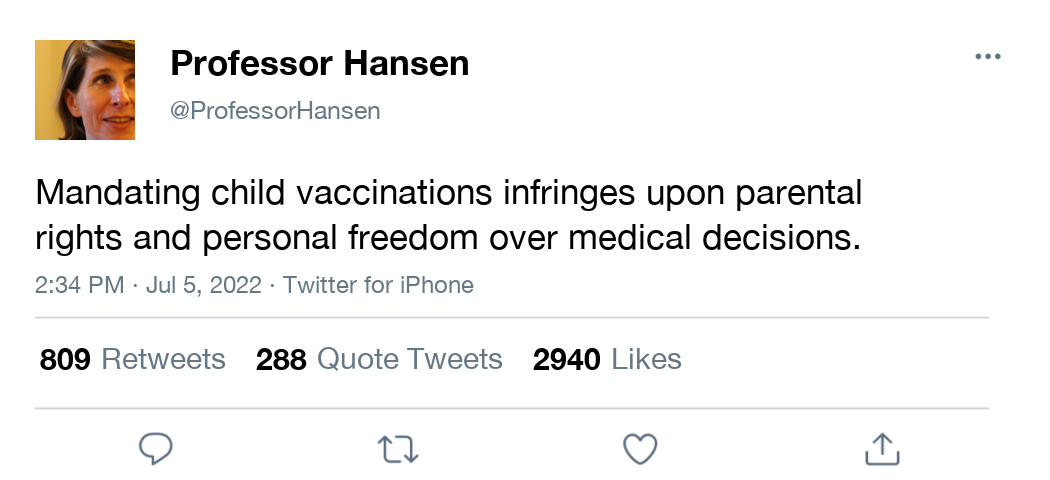 Professor Hansen
@ProfessorHansen
Mandating child vaccinations infringes upon parental
rights and personal freedom over medical decisions.
2:34 PM · Jul 5, 2022 · Twitter for iPhone
809 Retweets 288 Quote Tweets 2940 Likes